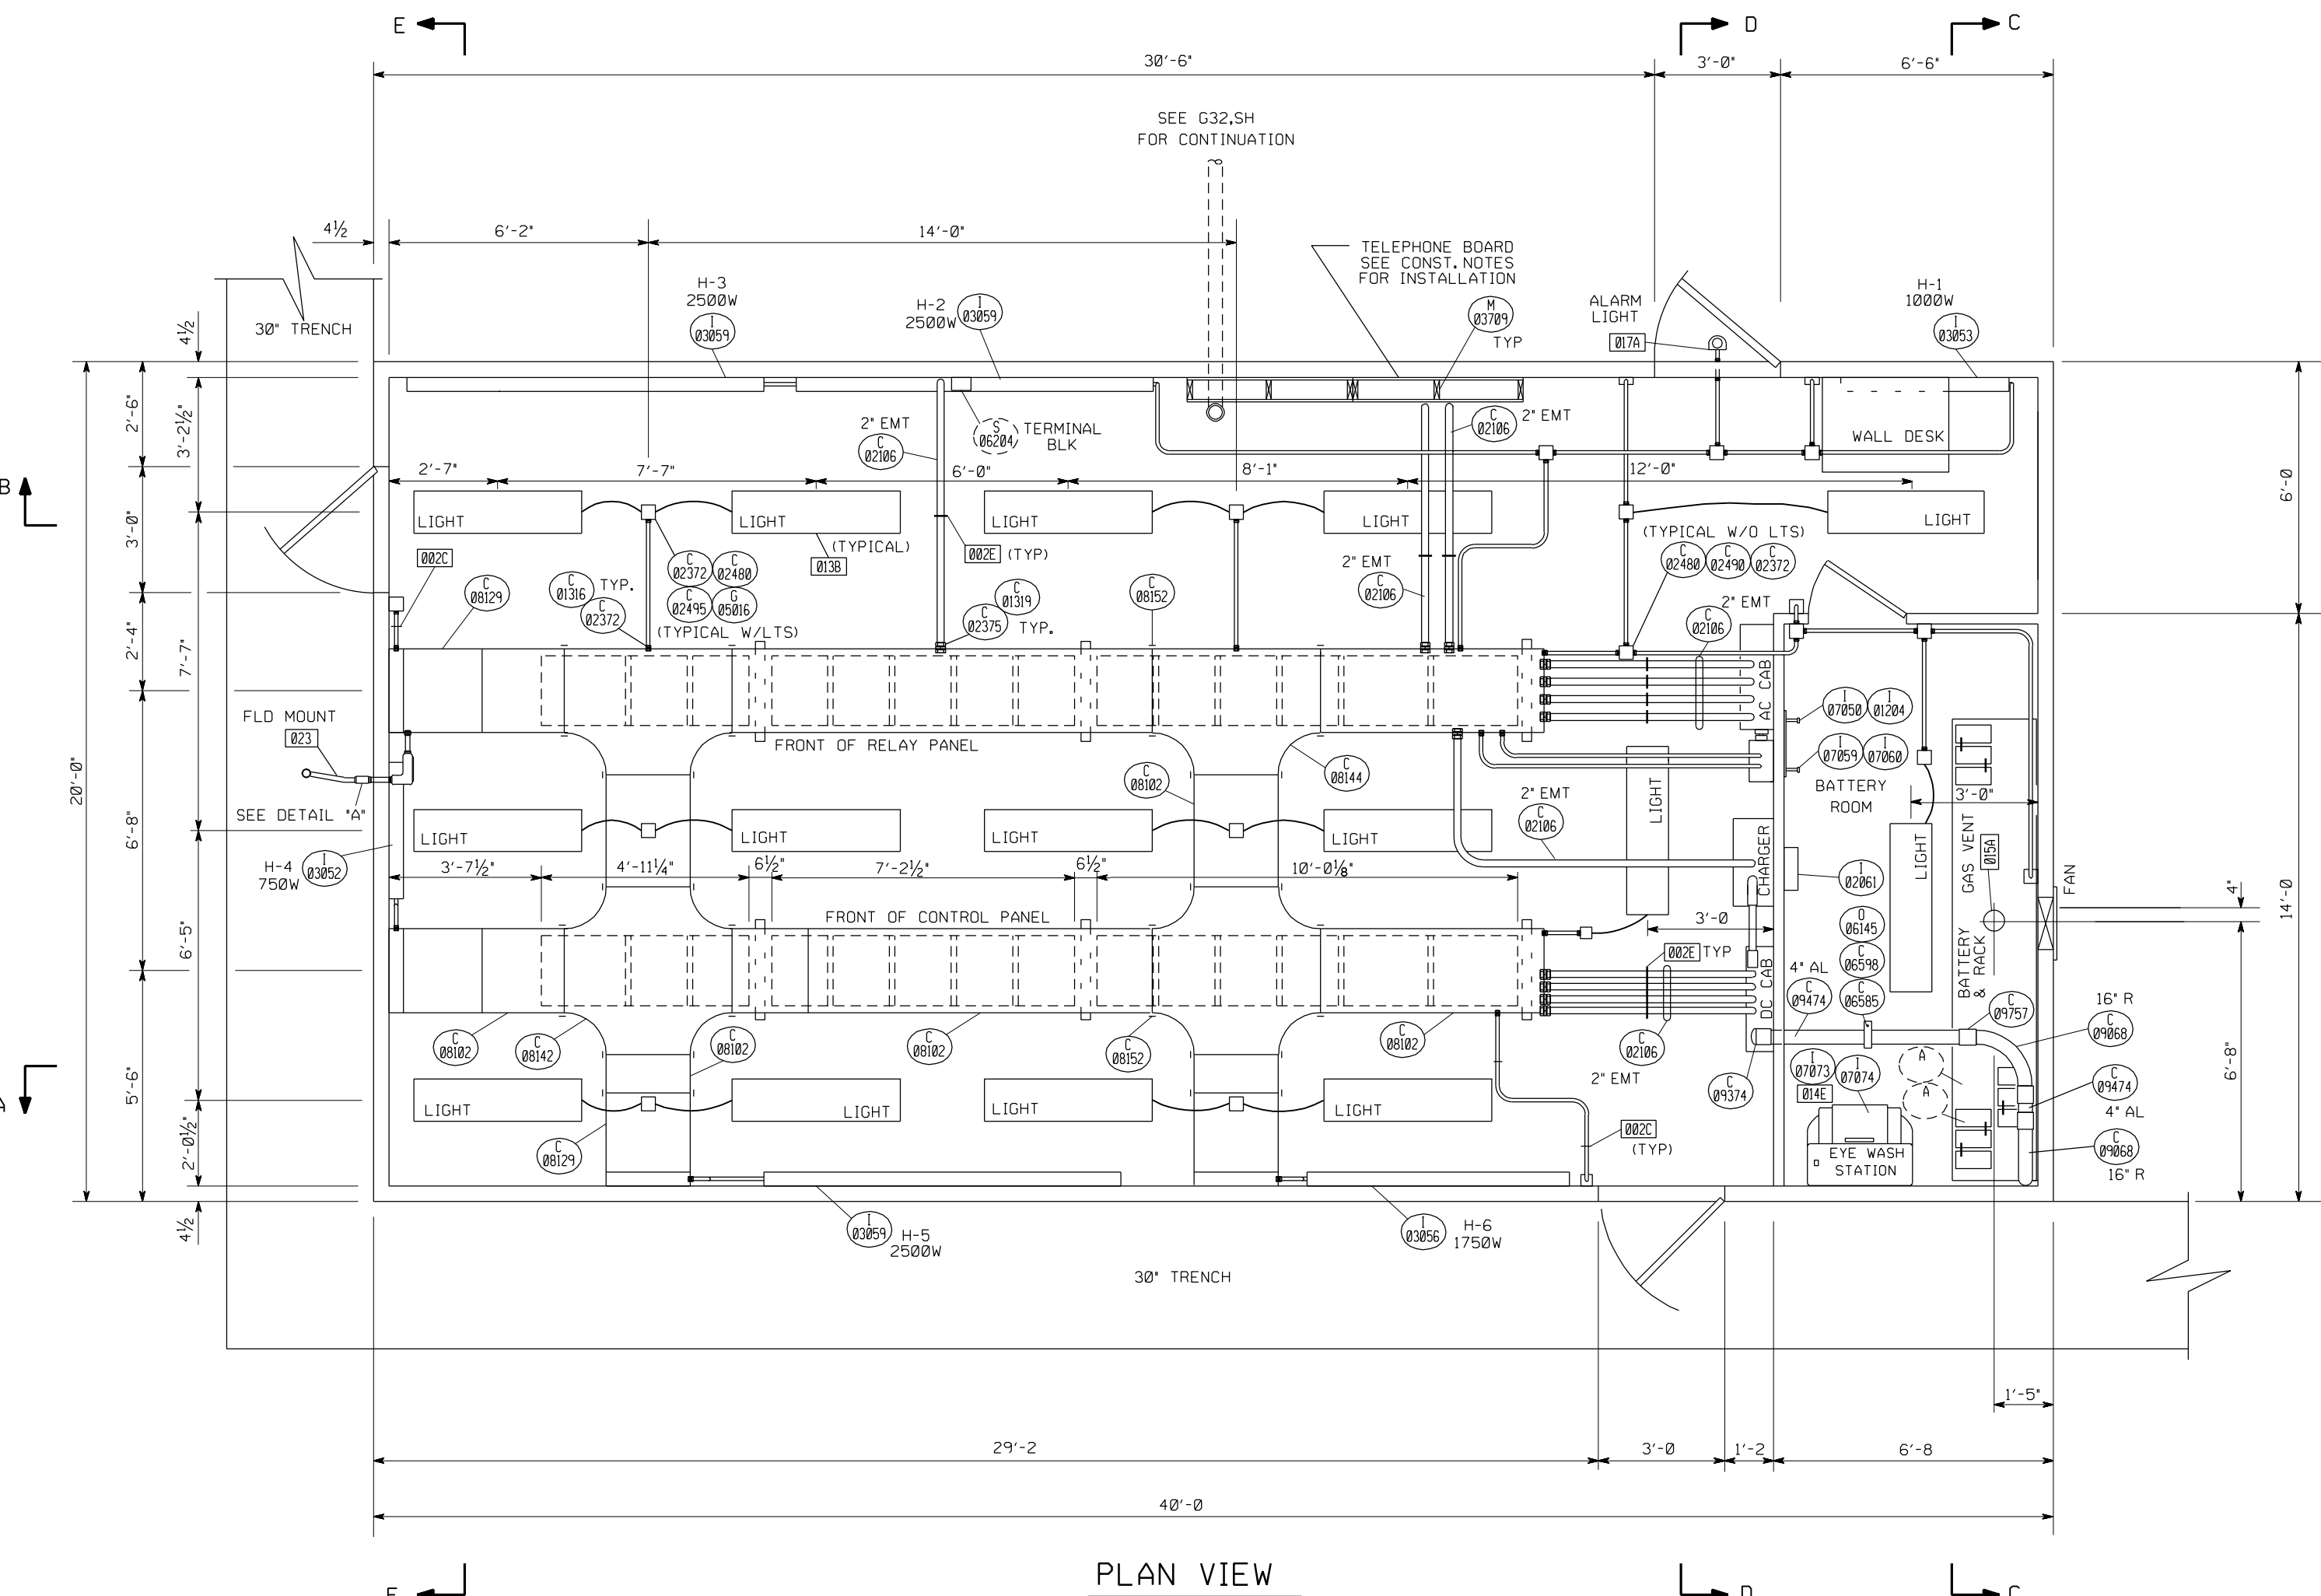 E
D
C
30'-6"
3'-0"
6'-6"
SEE G32,SH
FOR CONTINUATION
4½
6'-2"
14'-0"
TELEPHONE BOARD
SEE CONST.NOTES
FOR INSTALLATION
H-3
2500W
I
03059
H-2
2500W
I
03059
M
03709
TYP
ALARM
LIGHT
017A
H-1
1000W
I
03053
30" TRENCH
4½
2'-6"
3'-2½"
2" EMT
C
02106
S
06204
TERMINAL
BLK
C
02106
2" EMT
WALL DESK
6'-0
B
2'-7"
7'-7"
6'-0"
8'-1"
12'-0"
3'-0"
LIGHT
LIGHT
LIGHT
LIGHT
LIGHT
(TYPICAL)
013B
002E
(TYP)
(TYPICAL W/O LTS)
C
02480
C
02490
C
02372
002C
C
08129
C
01316
TYP.
C
02372
C
02372
C
02480
C
02495
G
05016
(TYPICAL W/LTS)
C
01319
C
02375
TYP.
C
08152
2" EMT
C
02106
2" EMT
C
02106
2'-4"
7'-7"
AC CAB
FLD MOUNT
023
FRONT OF RELAY PANEL
I
07050
I
01204
I
07059
I
07060
BATTERY
ROOM
3'-0"
20'-0"
6'-8"
SEE DETAIL "A"
C
08102
C
08144
2" EMT
C
02106
LIGHT
LIGHT
LIGHT
LIGHT
LIGHT
LIGHT
CHARGER
GAS VENT
015A
FAN
H-4
750W
I
03052
3'-7½"
4'-11¼"
6½"
7'-2½"
6½"
10'-0⅛"
I
02061
4"
14'-0
FRONT OF CONTROL PANEL
3'-0
O
06145
C
06598
C
06585
6'-5"
002E
TYP
4" AL
C
09474
DC CAB
BATTERY
& RACK
C
09757
16" R
C
09068
C
08102
C
08142
C
08102
C
08102
C
08152
C
08102
C
02106
2" EMT
C
09374
I
07073
I
07074
014E
A
A
C
09474
4" AL
6'-8"
5'-6"
A
LIGHT
LIGHT
LIGHT
LIGHT
2'-0½"
C
08129
002C
(TYP)
EYE WASH
STATION
C
09068
16" R
4½
I
03059
H-5
2500W
I
03056
H-6
1750W
30" TRENCH
1'-5"
29'-2
3'-0
1'-2
6'-8
40'-0
PLAN VIEW
E
D
C